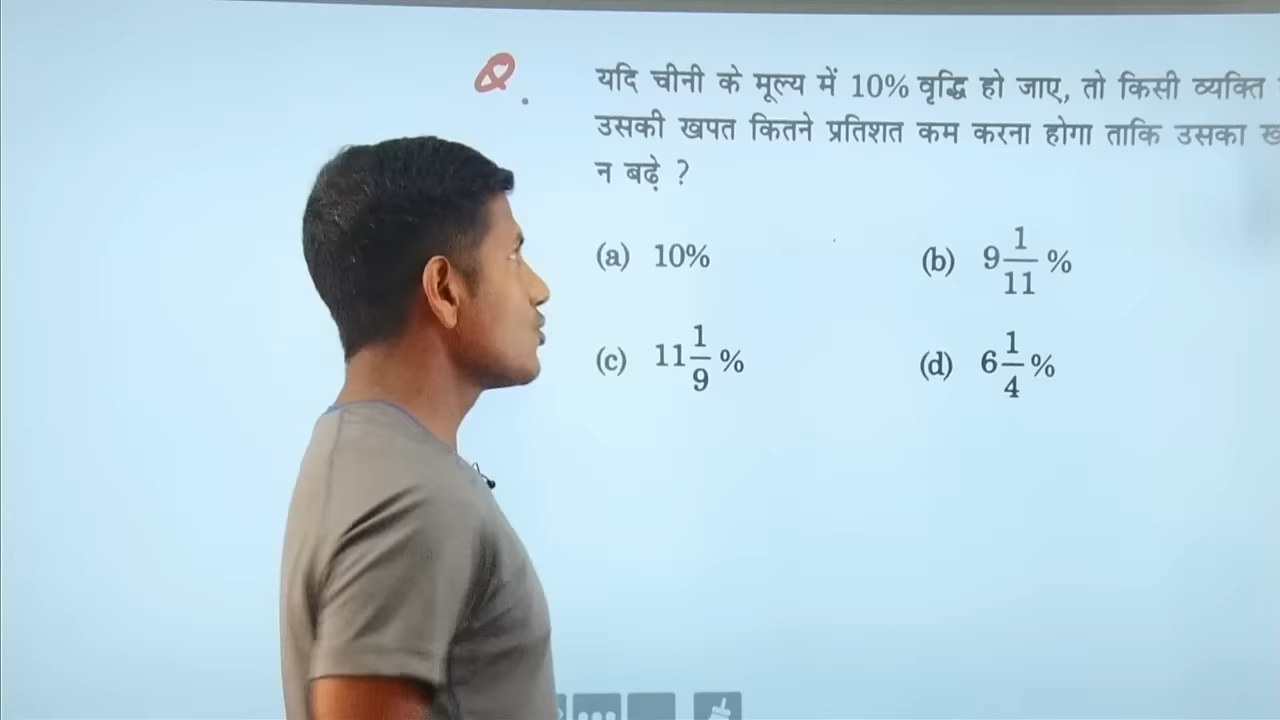 Q.
यदि चीनी के मूल्य में 10% वृद्धि हो जाए, तो किसी व्यक्ति
उसकी खपत कितने प्रतिशत कम करना होगा ताकि उसका
न बढ़े ?
(a) 10% (b) 9 1/11 %
(c) 11 1/9 % (d) 6 1/4 %